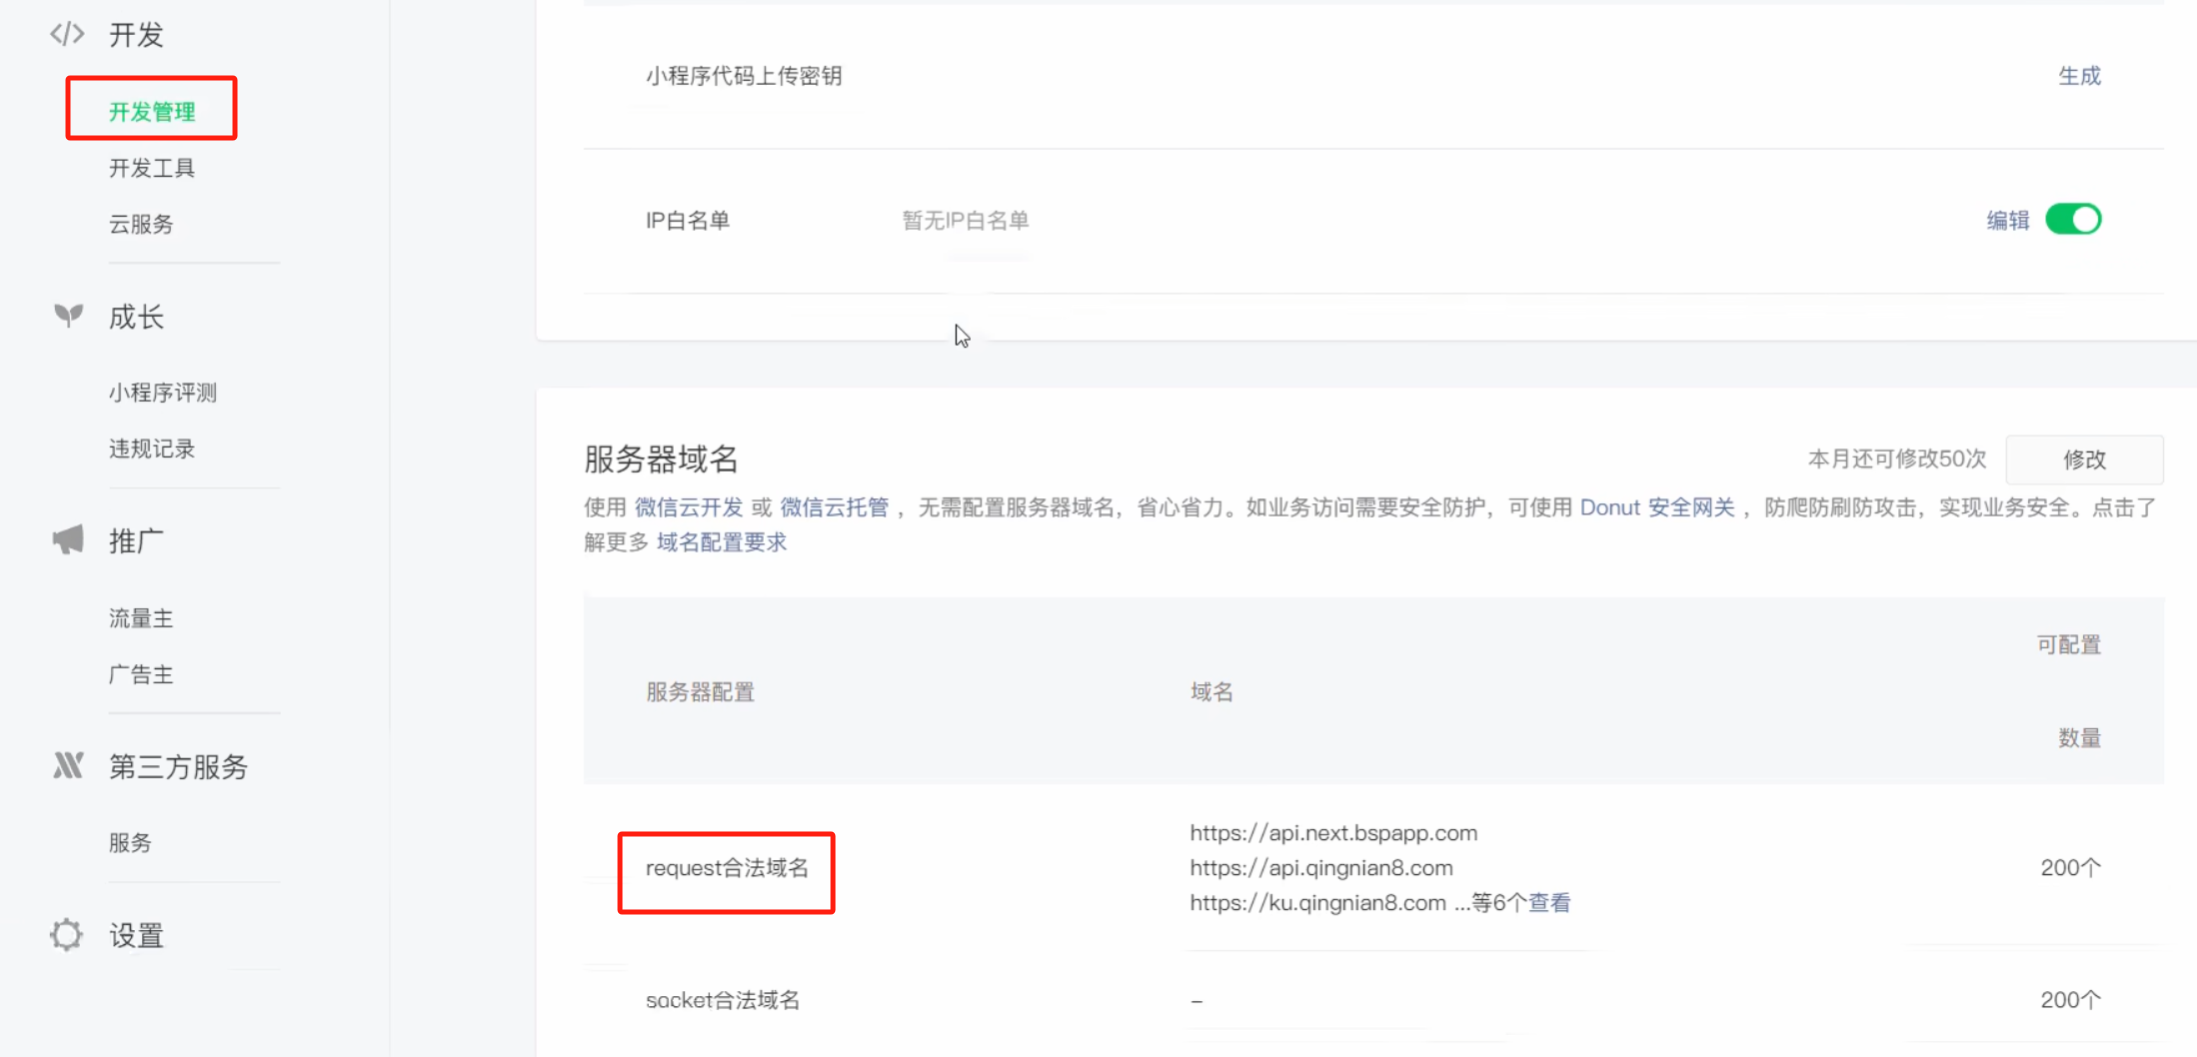 开发
开发管理
开发工具
云服务
成长
小程序评测
违规记录
推广
流量主
广告主
第三方服务
服务
设置
小程序代码上传密钥
生成
IP白名单
暂无IP白名单
编辑
服务器域名
本月还可修改50次
修改
使用 微信云开发 或 微信云托管 ，无需配置服务器域名，省心省力。如业务访问需要安全防护，可使用 Donut 安全网关 ，防爬防刷防攻击，实现业务安全。点击了
解更多 域名配置要求
服务器配置
域名
可配置
数量
request合法域名
https://api.next.bspapp.com
https://api.qingnian8.com
https://ku.qingnian8.com ...等6个查看
200个
socket合法域名
–
200个